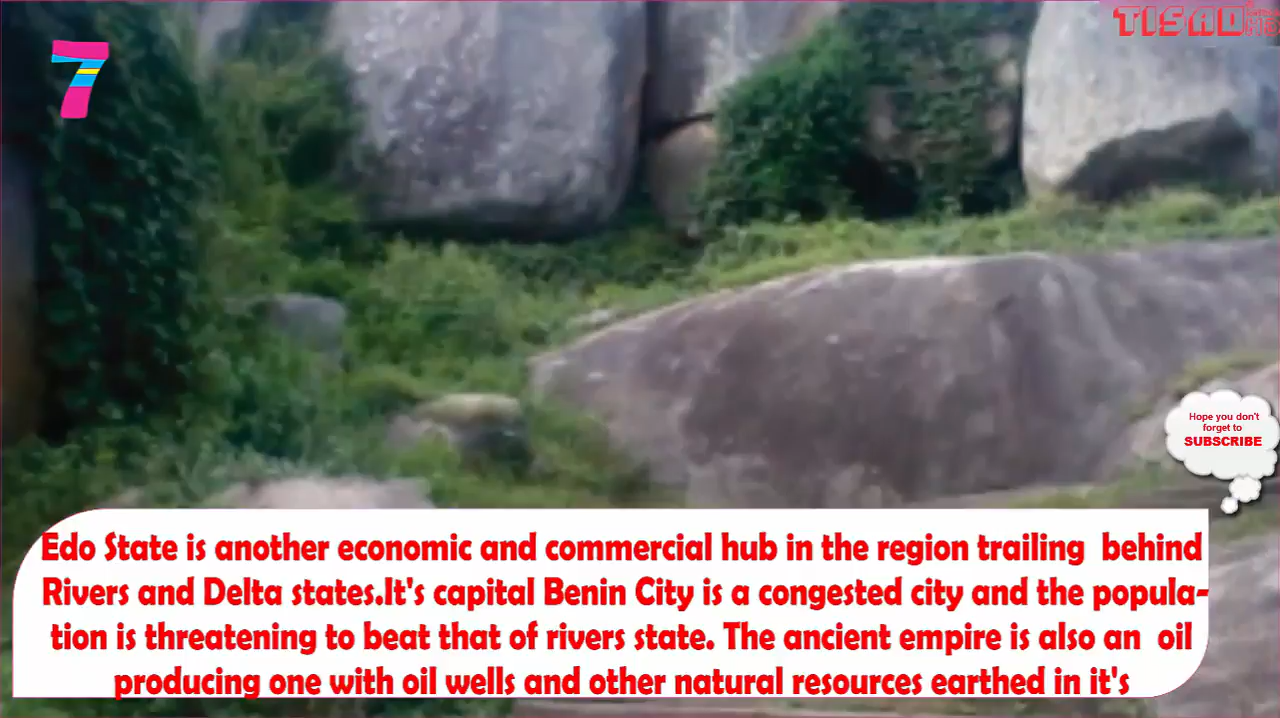 7
TISAD
Hope you don't
forget to
SUBSCRIBE
Edo State is another economic and commercial hub in the region trailing behind
Rivers and Delta states.It's capital Benin City is a congested city and the popula-
tion is threatening to beat that of rivers state. The ancient empire is also an oil
producing one with oil wells and other natural resources earthed in it's